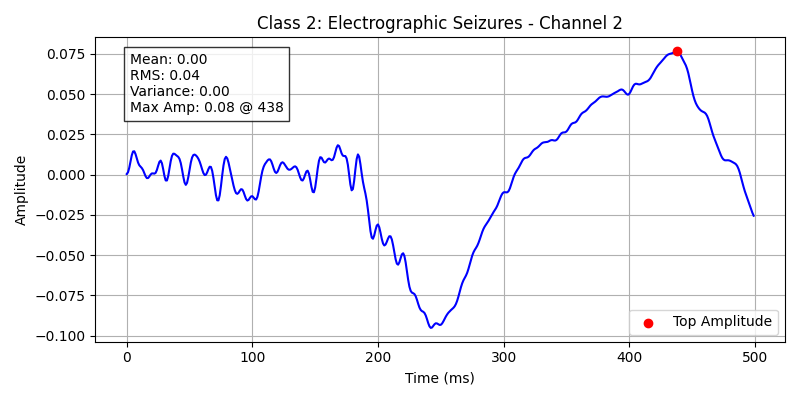 Class 2: Electrographic Seizures - Channel 2
Mean: 0.00
RMS: 0.04
Variance: 0.00
Max Amp: 0.08 @ 438
Amplitude
0.075
0.050
0.025
0.000
−0.025
−0.050
−0.075
−0.100
Top Amplitude
0 100 200 300 400 500
Time (ms)